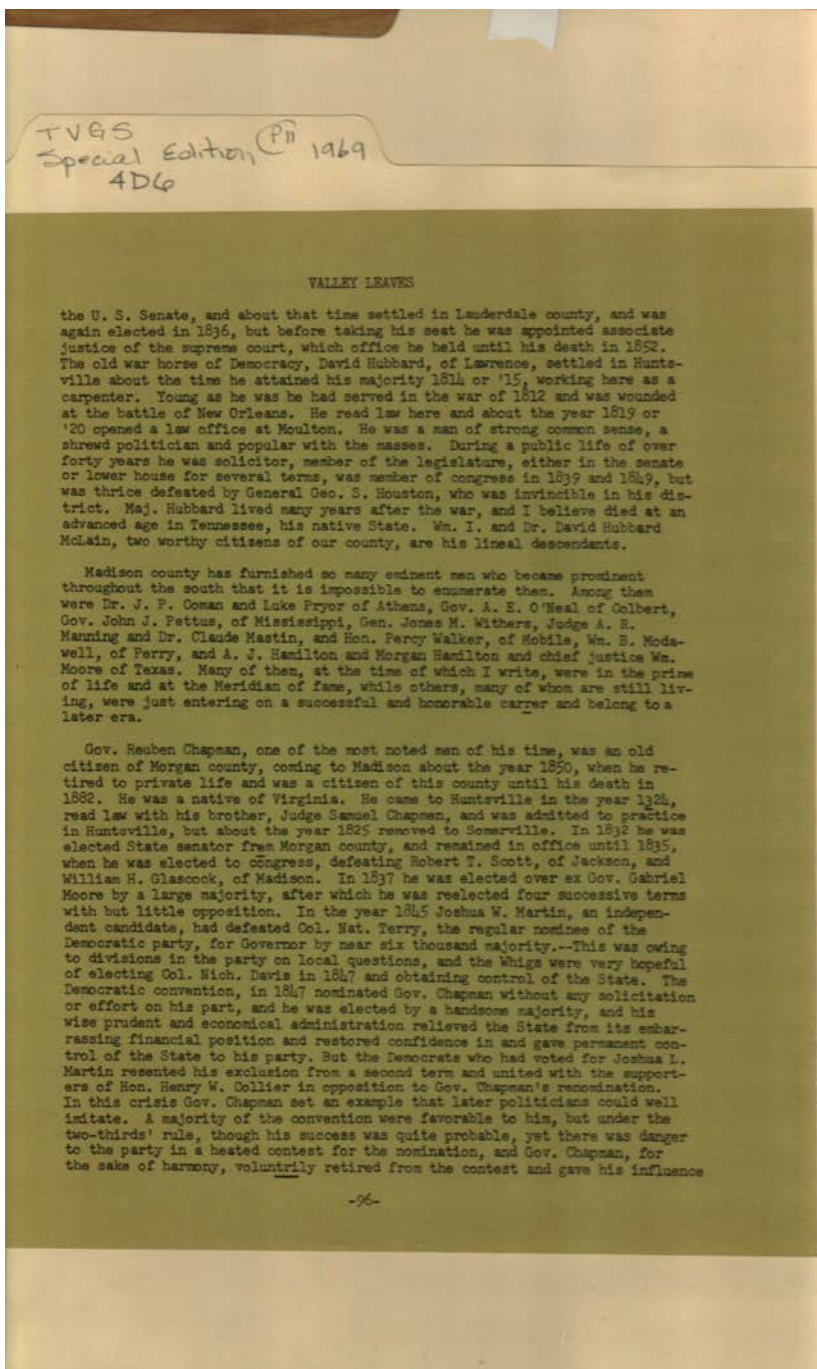 TVGS
Special Edition PII 1969
4D6
VALLEY LEAVES
the U. S. Senate, and about that time settled in Lauderdale county, and was
again elected in 1836, but before taking his seat he was appointed associate
justice of the supreme court, which office he held until his death in 1852.
The old war horse of Democracy, David Hubbard, of Lawrence, settled in Hunts-
ville about the time he attained his majority 1814 or '15, working here as a
carpenter. Young as he was he had served in the war of 1812 and was wounded
at the battle of New Orleans. He read law here and about the year 1819 or
'20 opened a law office at Moulton. He was a man of strong common sense, a
shrewd politician and popular with the masses. During a public life of over
forty years he was solicitor, member of the legislature, either in the senate
or lower house for several terms, was member of congress in 1839 and 1849, but
was thrice defeated by General Geo. S. Houston, who was invincible in his dis-
trict. Maj. Hubbard lived many years after the war, and I believe died at an
advanced age in Tennessee, his native State. Wm. I. and Dr. David Hubbard
McLain, two worthy citizens of our county, are his lineal descendants.
Madison county has furnished so many eminent men who became prominent
throughout the south that it is impossible to enumerate them. Among them
were Dr. J. P. Coman and Luke Pryor of Athens, Gov. A. E. O'Neal of Colbert,
Gov. John J. Pettus, of Mississippi, Gen. Jones M. Withers, Judge A. R.
Manning and Dr. Claude Mastin, and Hon. Percy Walker, of Mobile, Wm. B. Moda-
well, of Perry, and A. J. Hamilton and Morgan Hamilton and chief justice Wm.
Moore of Texas. Many of them, at the time of which I write, were in the prime
of life and at the Meridian of fame, while others, many of whom are still liv-
ing, were just entering on a successful and honorable carrer and belong to a
later era.
Gov. Reuben Chapman, one of the most noted men of his time, was an old
citizen of Morgan county, coming to Madison about the year 1850, when he re-
tired to private life and was a citizen of this county until his death in
1882. He was a native of Virginia. He came to Huntsville in the year 1324,
read law with his brother, Judge Samuel Chapman, and was admitted to practice
in Huntsville, but about the year 1825 removed to Somerville. In 1832 he was
elected State senator from Morgan county, and remained in office until 1835,
when he was elected to congress, defeating Robert T. Scott, of Jackson, and
William H. Glascock, of Madison. In 1837 he was elected over ex Gov. Gabriel
Moore by a large majority, after which he was reelected four successive terms
with but little opposition. In the year 1845 Joshua W. Martin, an indepen-
dent candidate, had defeated Col. Nat. Terry, the regular nominee of the
Democratic party, for Governor by near six thousand majority.--This was owing
to divisions in the party on local questions, and the Whigs were very hopeful
of electing Col. Nich. Davis in 1847 and obtaining control of the State. The
Democratic convention, in 1847 nominated Gov. Chapman without any solicitation
or effort on his part, and he was elected by a handsome majority, and his
wise prudent and economical administration relieved the State from its embar-
rassing financial position and restored confidence in and gave permanent con-
trol of the State to his party. But the Democrats who had voted for Joshua L.
Martin resented his exclusion from a second term and united with the support-
ers of Hon. Henry W. Collier in opposition to Gov. Chapman's renomination.
In this crisis Gov. Chapman set an example that later politicians could well
imitate. A majority of the convention were favorable to him, but under the
two-thirds' rule, though his success was quite probable, yet there was danger
to the party in a heated contest for the nomination, and Gov. Chapman, for
the sake of harmony, voluntrily retired from the contest and gave his influence
-96-